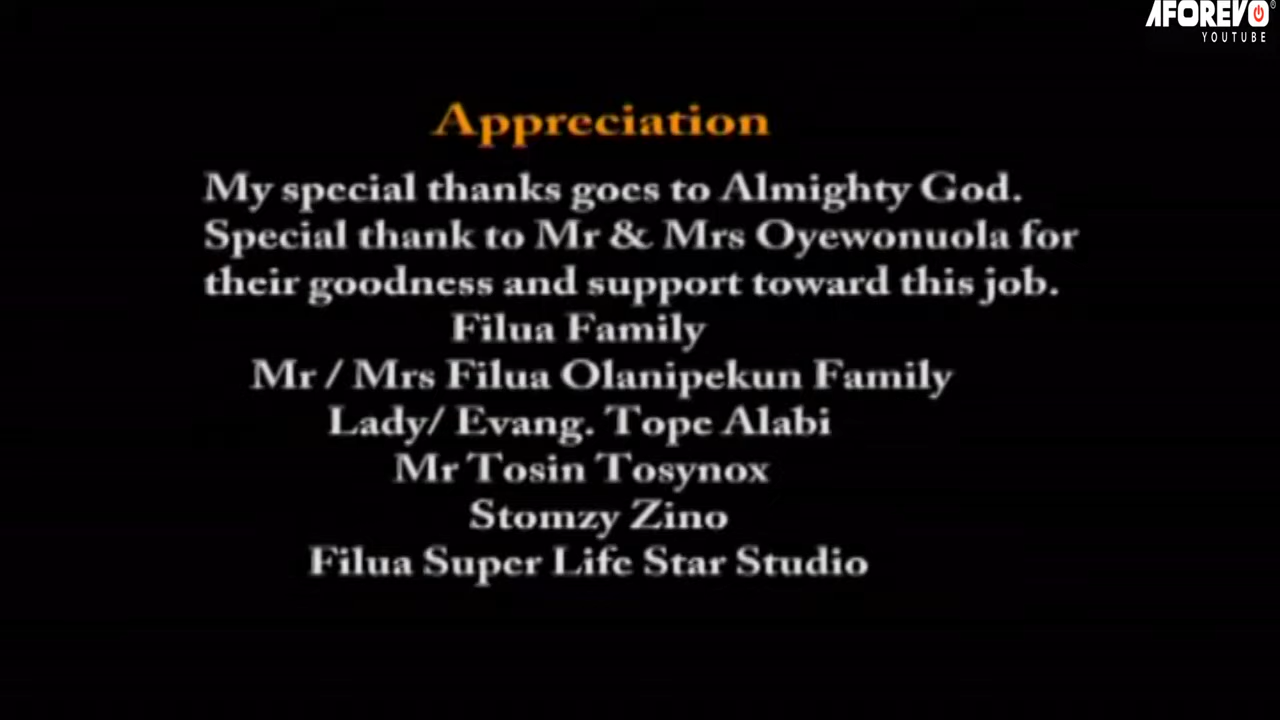 AFOREVO
YOUTUBE
Appreciation
My special thanks goes to Almighty God.
Special thank to Mr & Mrs Oyewonuola for
their goodness and support toward this job.
Filua Family
Mr / Mrs Filua Olanipekun Family
Lady/ Evang. Tope Alabi
Mr Tosin Tosynox
Stomzy Zino
Filua Super Life Star Studio